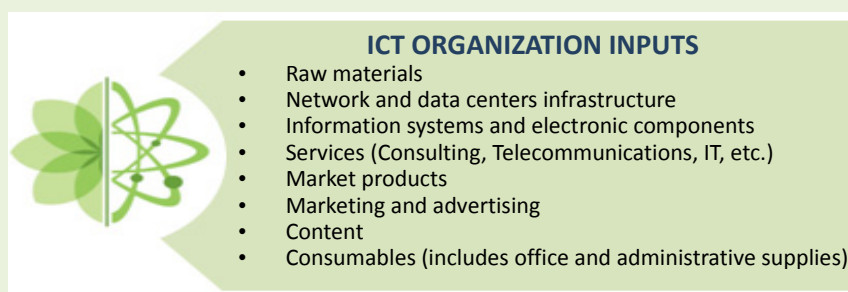 ICT ORGANIZATION INPUTS
• Raw materials
• Network and data centers infrastructure
• Information systems and electronic components
• Services (Consulting, Telecommunications, IT, etc.)
• Market products
• Marketing and advertising
• Content
• Consumables (includes office and administrative supplies)